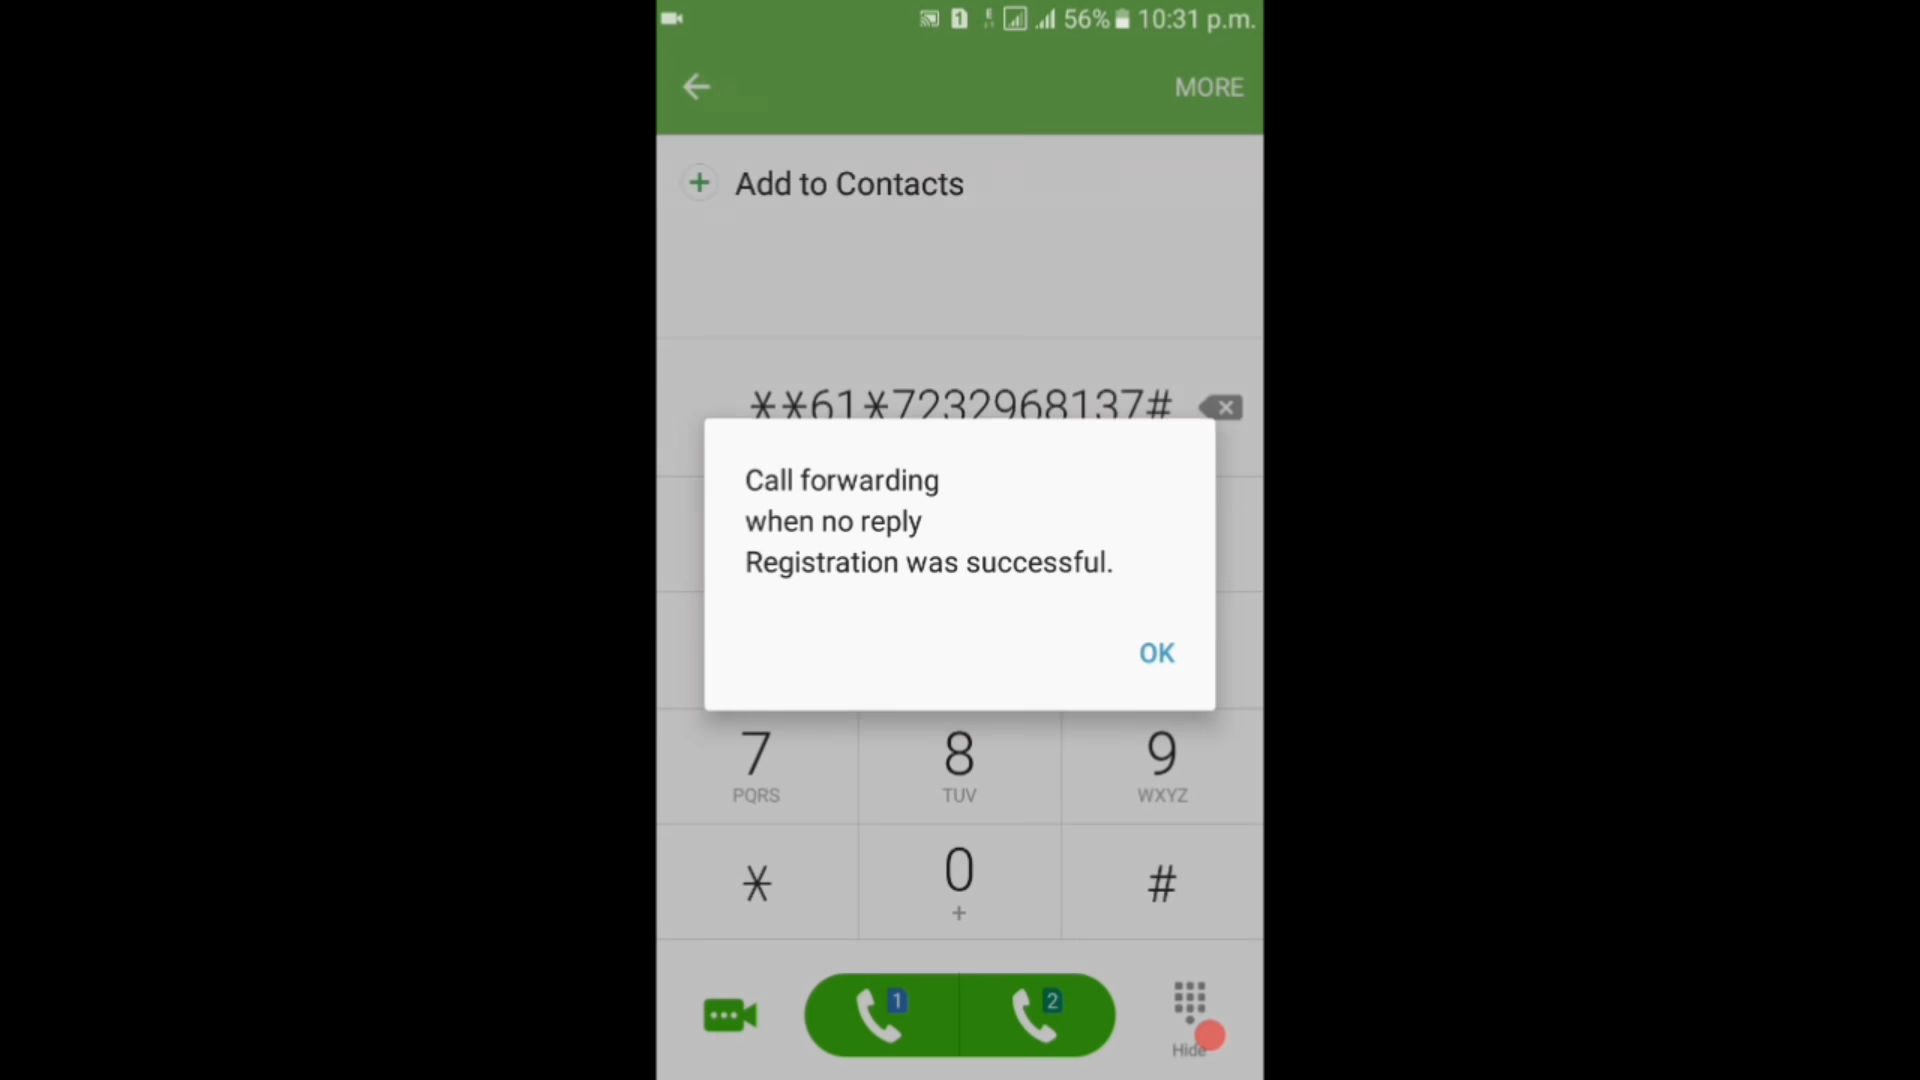 56% 10:31 p.m.
MORE
Add to Contacts
**61*7232968137#
Call forwarding
when no reply
Registration was successful.
OK
7 8 9
PQRS TUV WXYZ
* 0 #
+
1 2
Hide